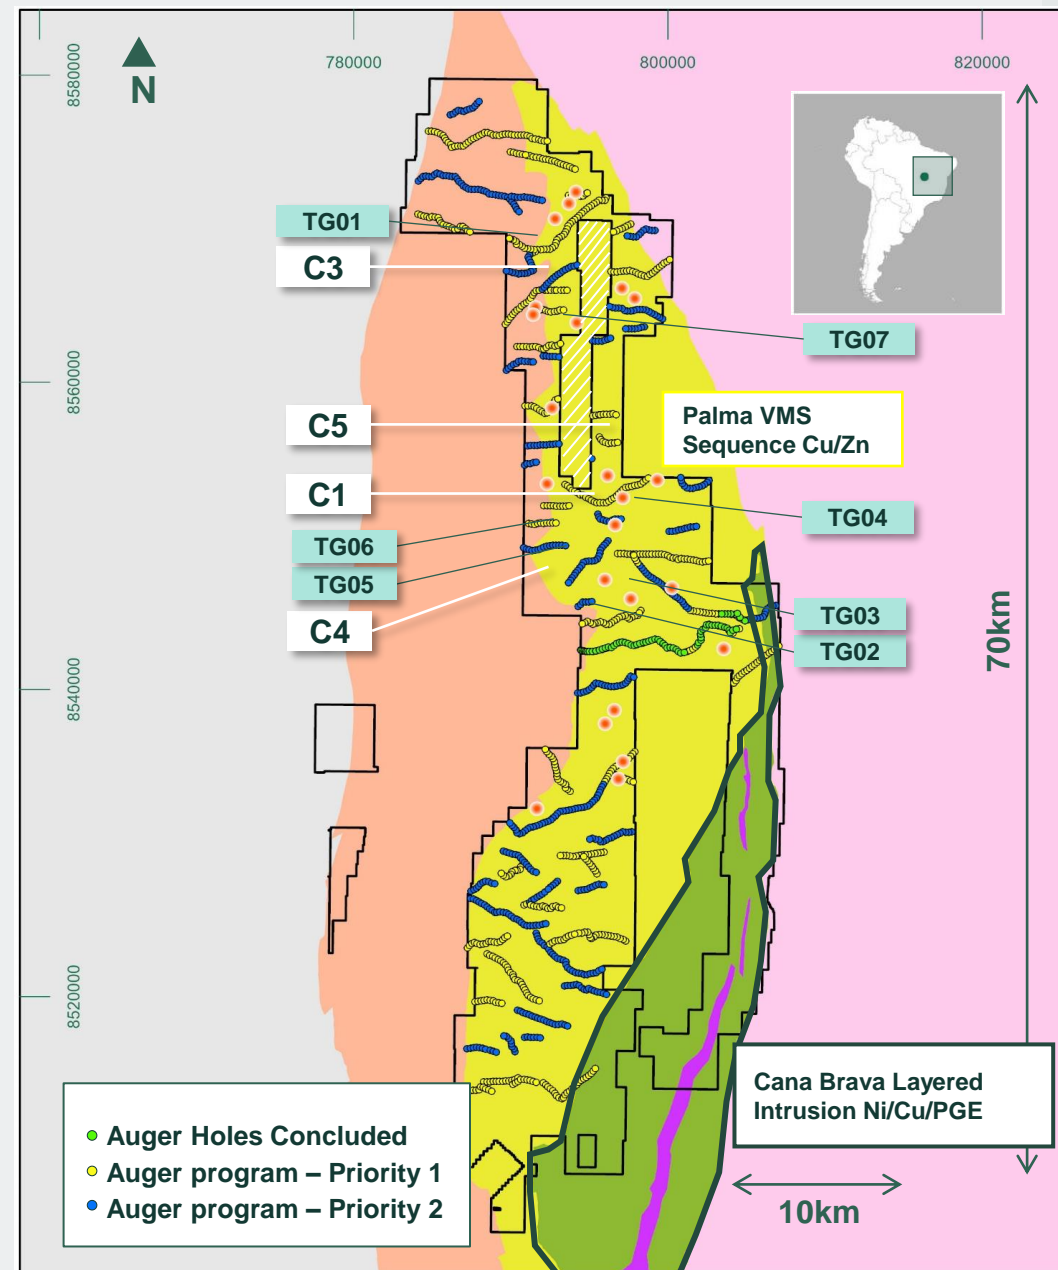 780000
800000
820000
8580000
N
TG01
C3
TG07
8560000
C5
Palma VMS
Sequence Cu/Zn
C1
TG04
TG06
TG05
C4
TG03
TG02
70km
8540000
8520000
Cana Brava Layered
Intrusion Ni/Cu/PGE
Auger Holes Concluded
Auger program – Priority 1
Auger program – Priority 2
10km